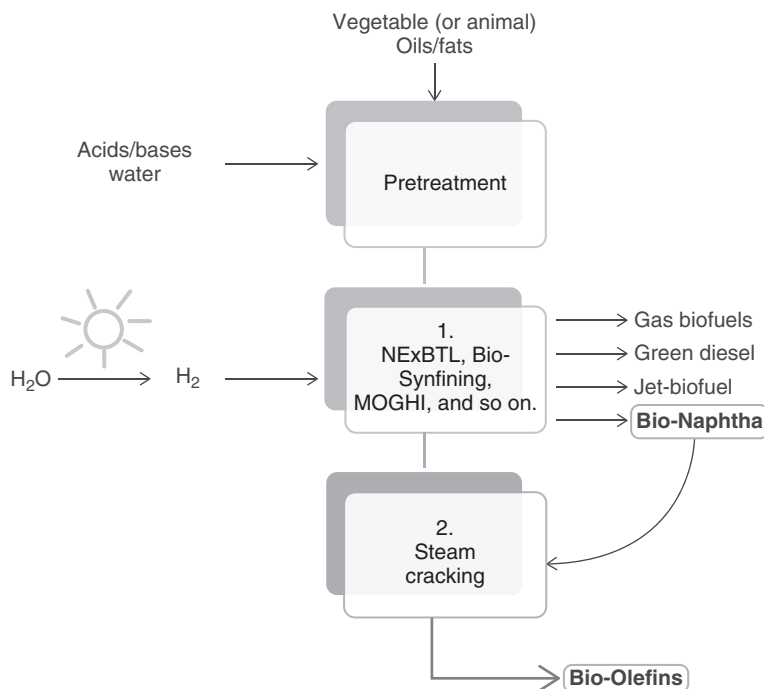 Vegetable (or animal)
Oils/fats
Acids/bases
water
Pretreatment
H₂O
H₂
1.
NExBTL, Bio-
Synfining,
MOGHI, and so on.
Gas biofuels
Green diesel
Jet-biofuel
Bio-Naphtha
2.
Steam
cracking
Bio-Olefins